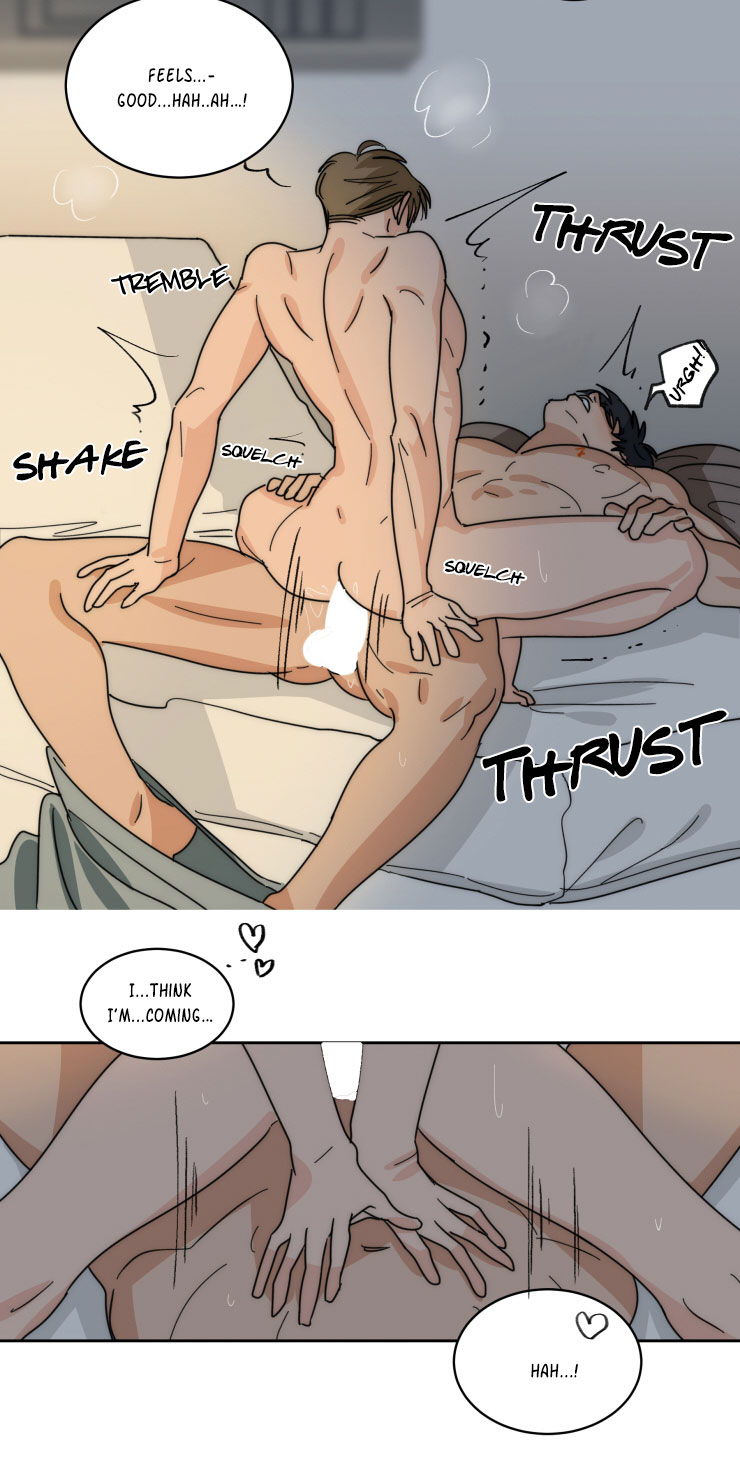 FEELS...-
GOOD...HAH..AH...!
THRUST
TREMBLE
URGH!!
SHAKE
SQUELCH
SQUELCH
THRUST
I...THINK
I'M...COMING...
HAH...!